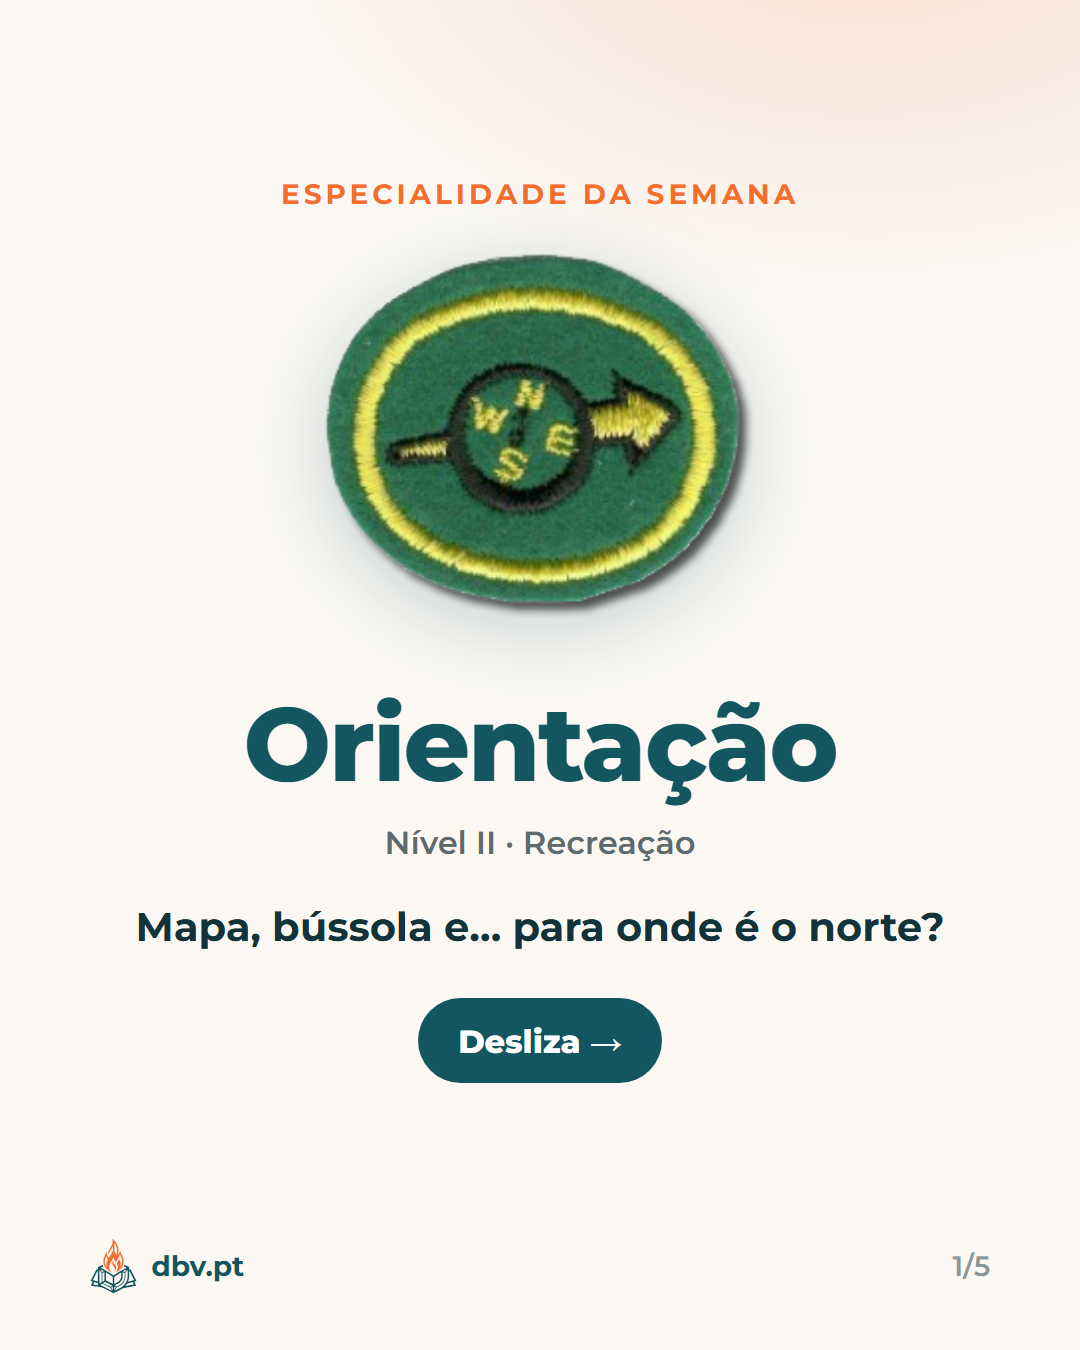 ESPECIALIDADE DA SEMANA
N
W
E
S
Orientação
Nível II · Recreação
Mapa, bússola e... para onde é o norte?
Desliza →
dbv.pt
1/5